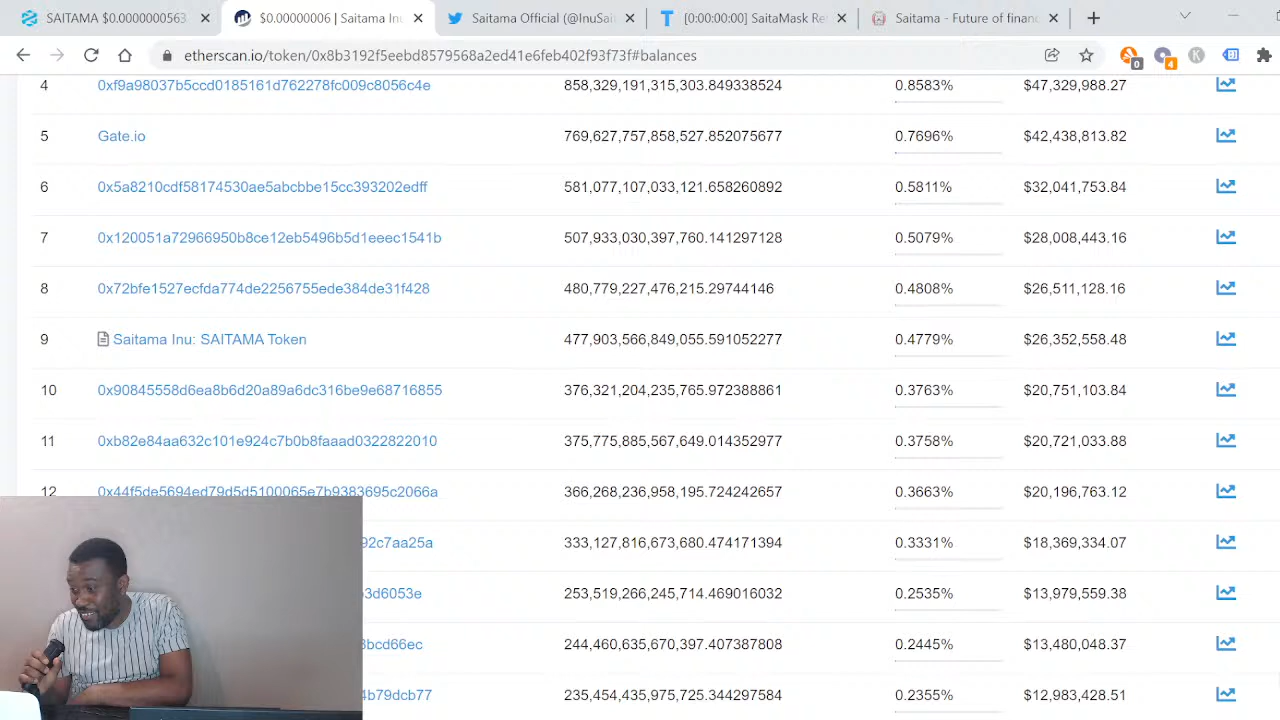 SAITAMA $0.0000000563
$0.00000006 | Saitama Inu
Saitama Official (@InuSai
[0:00:00:00] SaitaMask Re
Saitama - Future of financ
etherscan.io/token/0x8b3192f5eebd8579568a2ed41e6feb402f93f73f#balances
0
4
K
4 0xf9a98037b5ccd0185161d762278fc009c8056c4e 858,329,191,315,303.849338524 0.8583% $47,329,988.27
5 Gate.io 769,627,757,858,527.852075677 0.7696% $42,438,813.82
6 0x5a8210cdf58174530ae5abcbbe15cc393202edff 581,077,107,033,121.658260892 0.5811% $32,041,753.84
7 0x120051a72966950b8ce12eb5496b5d1eeec1541b 507,933,030,397,760.141297128 0.5079% $28,008,443.16
8 0x72bfe1527ecfda774de2256755ede384de31f428 480,779,227,476,215.29744146 0.4808% $26,511,128.16
9 Saitama Inu: SAITAMA Token 477,903,566,849,055.591052277 0.4779% $26,352,558.48
10 0x90845558d6ea8b6d20a89a6dc316be9e68716855 376,321,204,235,765.972388861 0.3763% $20,751,103.84
11 0xb82e84aa632c101e924c7b0b8faaad0322822010 375,775,885,567,649.014352977 0.3758% $20,721,033.88
12 0x44f5de5694ed79d5d5100065e7b9383695c2066a 366,268,236,958,195.724242657 0.3663% $20,196,763.12
92c7aa25a 333,127,816,673,680.474171394 0.3331% $18,369,334.07
3d6053e 253,519,266,245,714.469016032 0.2535% $13,979,559.38
bcd66ec 244,460,635,670,397.407387808 0.2445% $13,480,048.37
4b79dcb77 235,454,435,975,725.344297584 0.2355% $12,983,428.51